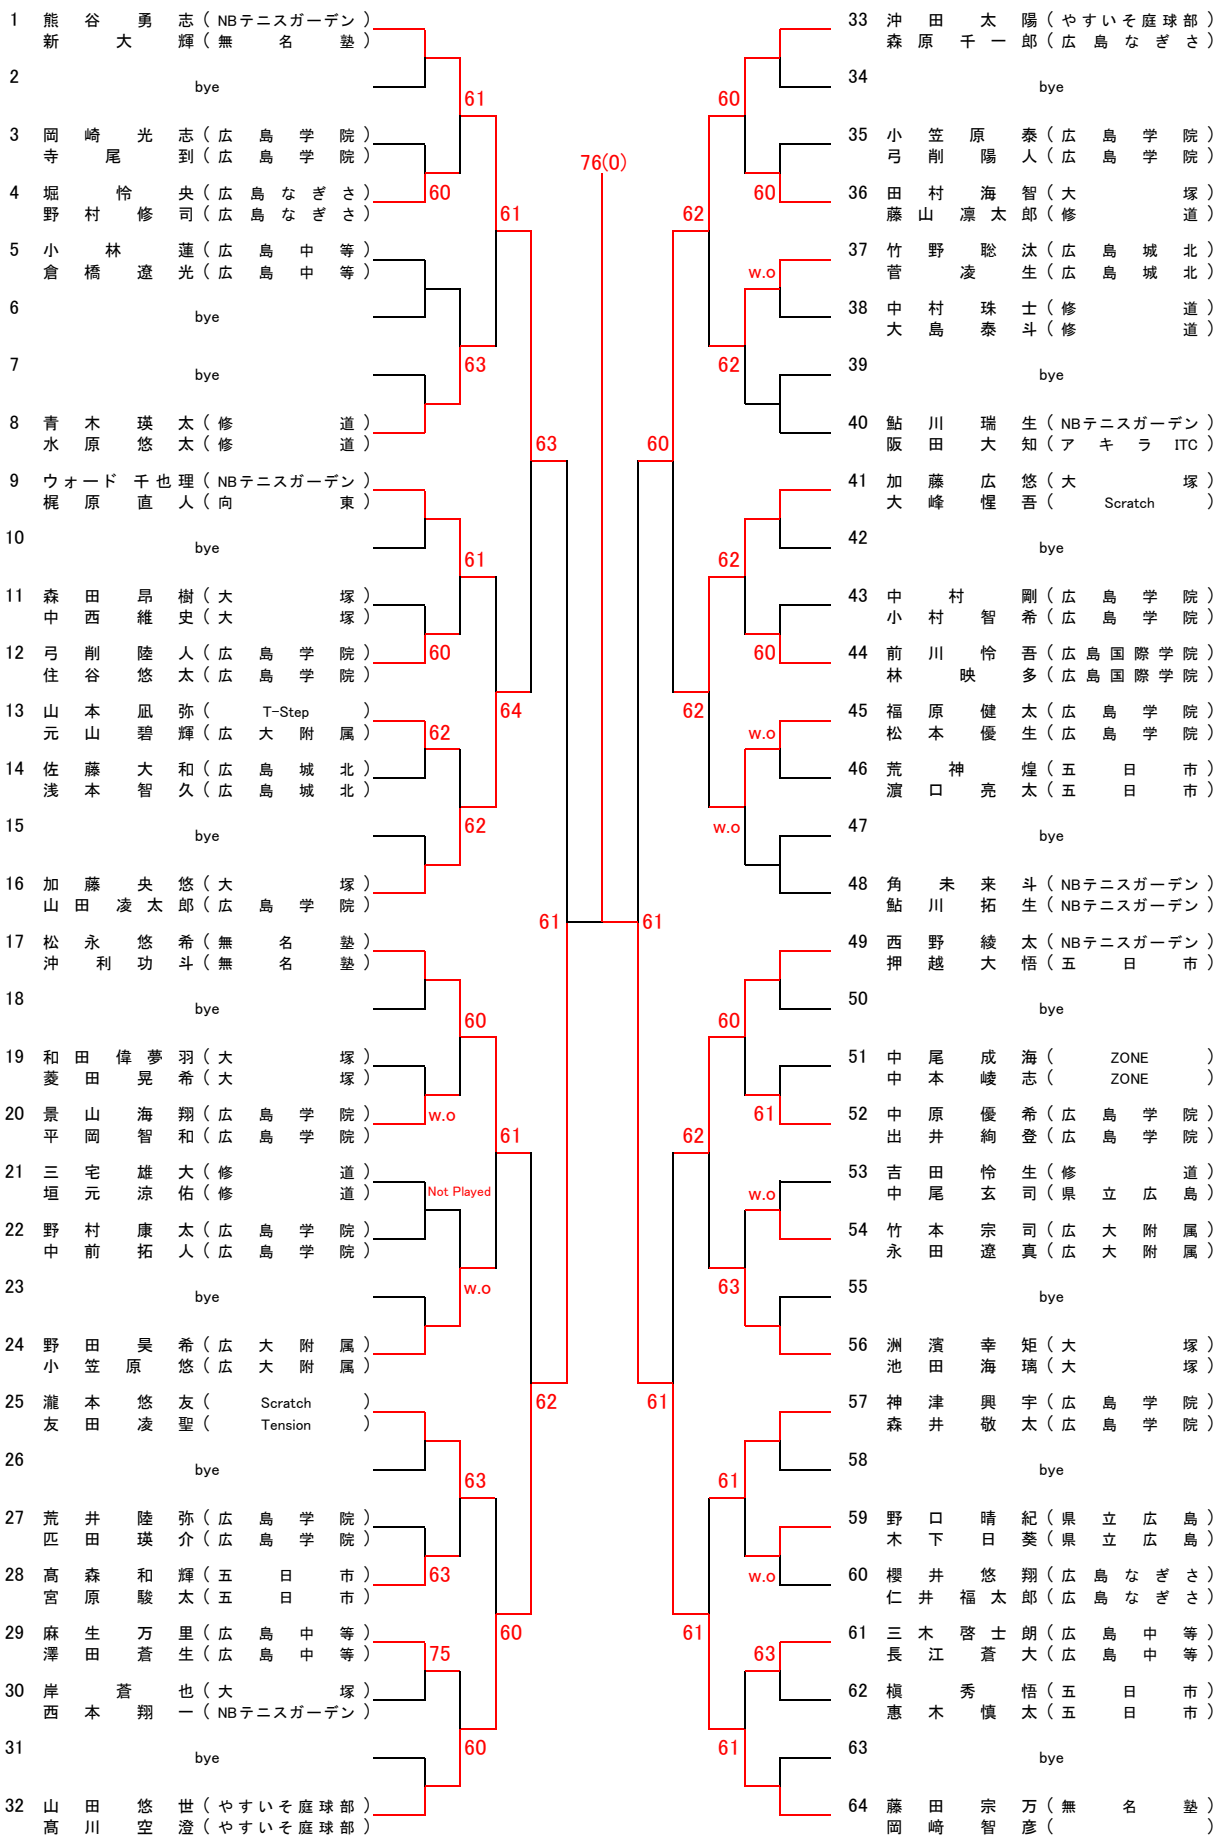 1 熊谷勇志（NBテニスガーデン）
新大輝（無名塾）
2 bye
61
3 岡崎光志（広島学院）
寺尾到（広島学院）
4 堀怜央（広島なぎさ） 60
野村修司（広島なぎさ）
61
5 小林蓮（広島中等）
倉橋遼光（広島中等）
6 bye
7 bye
63
8 青木瑛太（修道）
水原悠太（修道）
63
9 ウォード千也理（NBテニスガーデン）
梶原直人（向東）
10 bye
61
11 森田昂樹（大塚）
中西維史（大塚）
12 弓削陸人（広島学院） 60
住谷悠太（広島学院）
64
13 山本凪弥（T-Step）
元山碧輝（広大附属） 62
14 佐藤大和（広島城北）
浅本智久（広島城北）
15 bye
62
16 加藤央悠（大塚）
山田凌太郎（広島学院）
61
17 松永悠希（無名塾）
沖利功斗（無名塾）
18 bye
60
19 和田偉夢羽（大塚）
菱田晃希（大塚）
20 景山海翔（広島学院） w.o
平岡智和（広島学院）
61
21 三宅雄大（修道）
垣元涼佑（修道） Not Played
22 野村康太（広島学院）
中前拓人（広島学院）
23 bye
w.o
24 野田昊希（広大附属）
小笠原悠（広大附属）
62
25 瀧本悠友（Scratch）
友田凌聖（Tension）
26 bye
63
27 荒井陸弥（広島学院）
匹田瑛介（広島学院）
28 髙森和輝（五日市） 63
宮原駿太（五日市）
60
29 麻生万里（広島中等）
澤田蒼生（広島中等） 75
30 岸蒼也（大塚）
西本翔一（NBテニスガーデン）
31 bye
60
32 山田悠世（やすいそ庭球部）
髙川空澄（やすいそ庭球部）
76(0)
33 沖田太陽（やすいそ庭球部）
森原千一郎（広島なぎさ）
34 bye
60
35 小笠原泰（広島学院）
弓削陽人（広島学院）
60
36 田村海智（大塚）
藤山凛太郎（修道）
62
37 竹野聡汰（広島城北）
菅凌生（広島城北）
w.o
38 中村珠士（修道）
大島泰斗（修道）
62
39 bye
40 鮎川瑞生（NBテニスガーデン）
阪田大知（アキラITC）
60
41 加藤広悠（大塚）
大峰惺吾（Scratch）
42 bye
62
43 中村剛（広島学院）
小村智希（広島学院）
60
44 前川怜吾（広島国際学院）
林映多（広島国際学院）
62
45 福原健太（広島学院）
松本優生（広島学院）
w.o
46 荒神煌（五日市）
濵口亮太（五日市）
w.o
47 bye
48 角未来斗（NBテニスガーデン）
鮎川拓生（NBテニスガーデン）
61
49 西野綾太（NBテニスガーデン）
押越大悟（五日市）
50 bye
60
51 中尾成海（ZONE）
中本崚志（ZONE）
61
52 中原優希（広島学院）
出井絢登（広島学院）
62
53 吉田怜生（修道）
中尾玄司（県立広島）
w.o
54 竹本宗司（広大附属）
永田遼真（広大附属）
63
55 bye
56 洲濱幸矩（大塚）
池田海璃（大塚）
61
57 神津興宇（広島学院）
森井敬太（広島学院）
58 bye
61
59 野口晴紀（県立広島）
木下日葵（県立広島）
w.o
60 櫻井悠翔（広島なぎさ）
仁井福太郎（広島なぎさ）
61
61 三木啓士朗（広島中等）
長江蒼大（広島中等）
63
62 槇秀悟（五日市）
惠木慎太（五日市）
61
63 bye
64 藤田宗万（無名塾）
岡﨑智彦（ ）